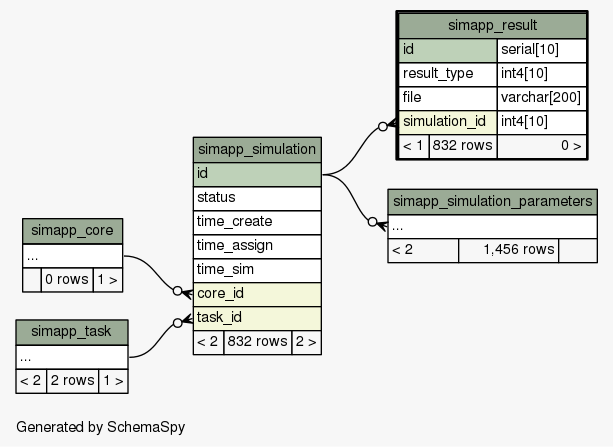 simapp_result
id serial[10]
result_type int4[10]
file varchar[200]
simulation_id int4[10]
< 1 832 rows 0 >
simapp_simulation
id
status
time_create
time_assign
time_sim
core_id
task_id
< 2 832 rows 2 >
simapp_simulation_parameters
...
< 2 1,456 rows
simapp_core
...
0 rows 1 >
simapp_task
...
< 2 2 rows 1 >
Generated by SchemaSpy